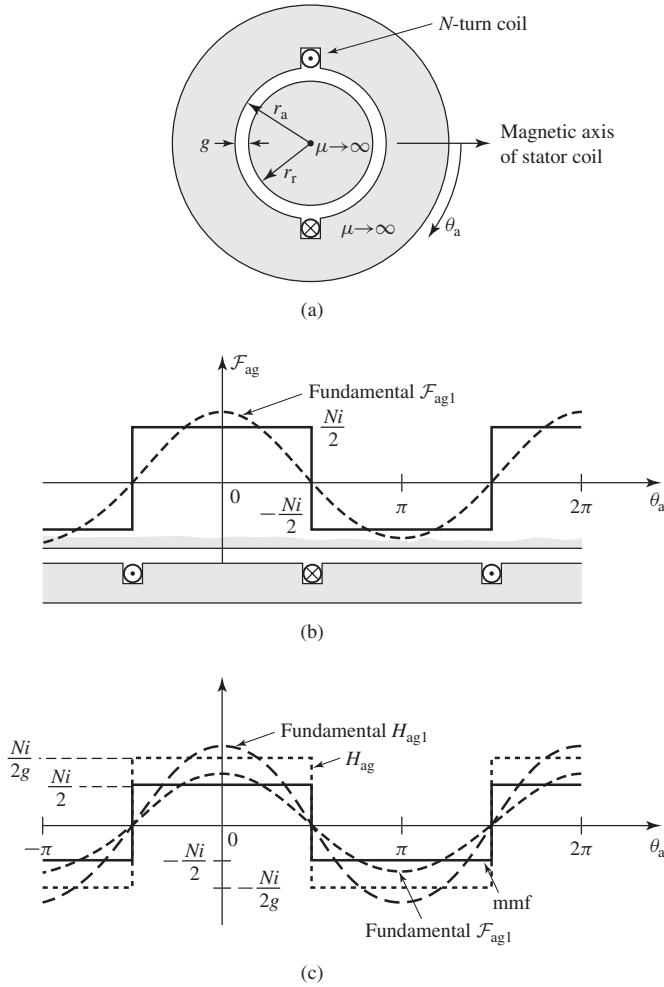 N-turn coil
r_a
g
μ→∞
r_r
Magnetic axis
of stator coil
μ→∞
θ_a
(a)
ℱ_ag
Fundamental ℱ_ag1
Ni/2
0
−Ni/2
π
2π
θ_a
(b)
Fundamental H_ag1
Ni/2g
H_ag
Ni/2
−π
0
π
2π
θ_a
−Ni/2
−Ni/2g
mmf
Fundamental ℱ_ag1
(c)